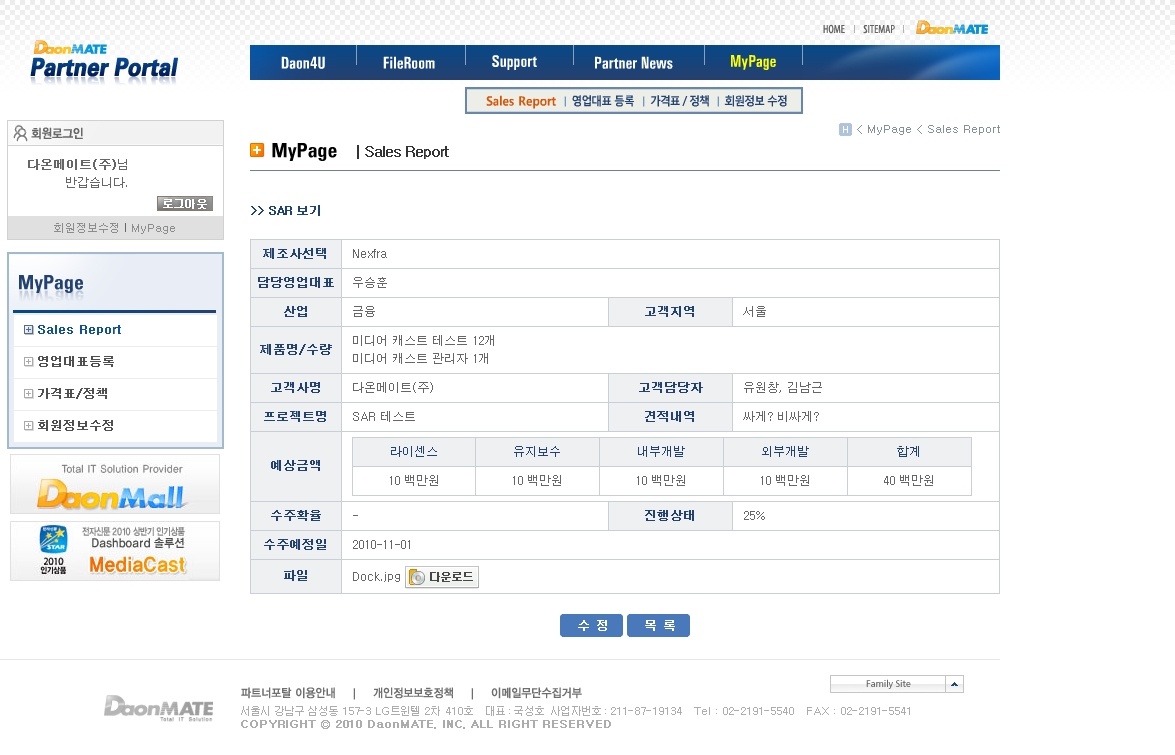 HOME | SITEMAP | DaonMATE
DaonMATE
Partner Portal
Daon4U FileRoom Support Partner News MyPage
Sales Report | 영업대표 등록 | 가격표 / 정책 | 회원정보 수정
H < MyPage < Sales Report
회원로그인
다온메이트(주)님
반갑습니다.
로그아웃
회원정보수정 | MyPage
MyPage
Sales Report
영업대표등록
가격표/정책
회원정보수정
Total IT Solution Provider
DaonMall
전자신문 2010 상반기 인기상품
Dashboard 솔루션
MediaCast
STAR
2010
인기상품
MyPage | Sales Report
>> SAR 보기
제조사선택 Nexfra
담당영업대표 우승훈
산업 금융 고객지역 서울
제품명/수량 미디어 캐스트 테스트 12개
미디어 캐스트 관리자 1개
고객사명 다온메이트(주) 고객담당자 유원창, 김남근
프로젝트명 SAR 테스트 견적내역 싸게? 비싸게?
예상금액
라이센스 유지보수 내부개발 외부개발 합계
10 백만원 10 백만원 10 백만원 10 백만원 40 백만원
수주확률 - 진행상태 25%
수주예정일 2010-11-01
파일 Dock.jpg 다운로드
수 정 목 록
파트너포탈 이용안내 | 개인정보보호정책 | 이메일무단수집거부
Family Site
DaonMATE
Total IT Solution
서울시 강남구 삼성동 157-3 LG트윈텔 2차 410호 대표 : 국성호 사업자번호 : 211-87-19134 Tel : 02-2191-5540 FAX : 02-2191-5541
COPYRIGHT © 2010 DaonMATE, INC, ALL RIGHT RESERVED